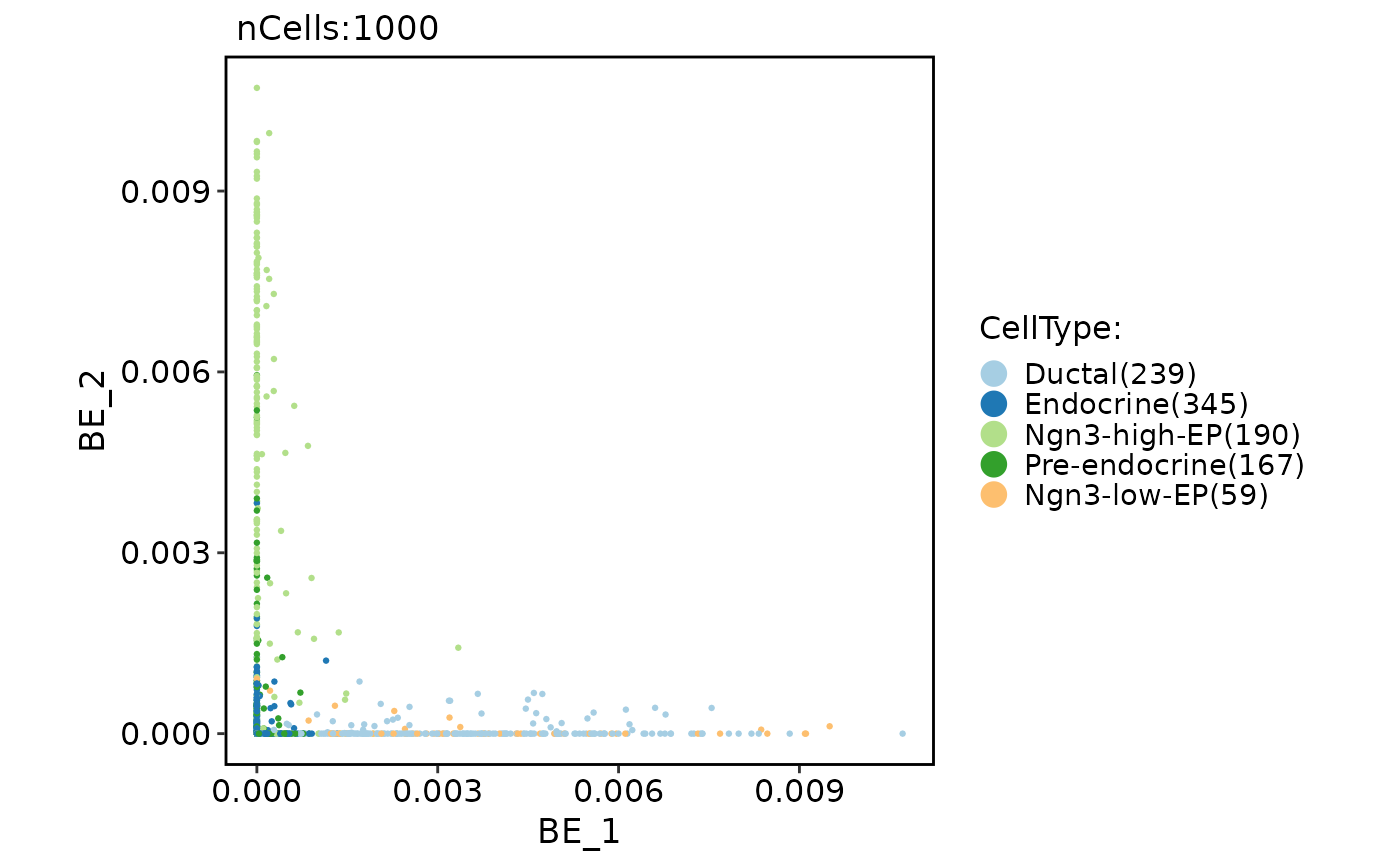 nCells:1000
0.009
0.006
0.003
0.000
BE_2
0.000 0.003 0.006 0.009
BE_1
CellType:
Ductal(239)
Endocrine(345)
Ngn3-high-EP(190)
Pre-endocrine(167)
Ngn3-low-EP(59)